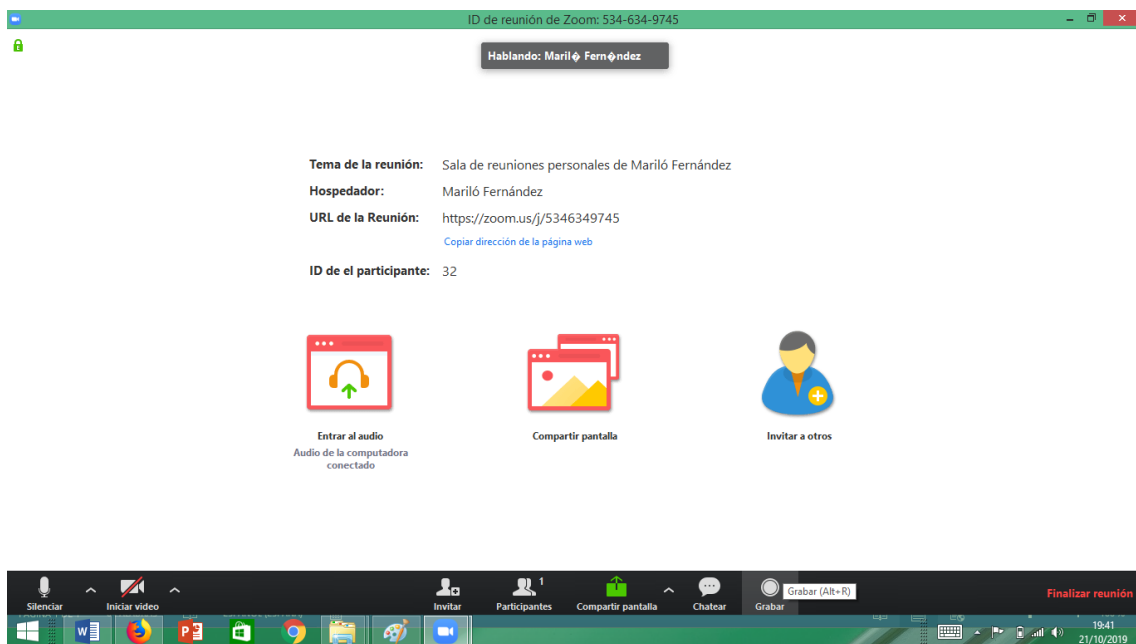 ID de reunión de Zoom: 534-634-9745
Hablando: Maril� Fern�ndez
Tema de la reunión: Sala de reuniones personales de Mariló Fernández
Hospedador: Mariló Fernández
URL de la Reunión: https://zoom.us/j/5346349745
Copiar dirección de la página web
ID de el participante: 32
Entrar al audio
Audio de la computadora
conectado
Compartir pantalla
Invitar a otros
1
Silenciar
Iniciar video
Invitar
Participantes
Compartir pantalla
Chatear
Grabar
Grabar (Alt+R)
Finalizar reunión
19:41
21/10/2019